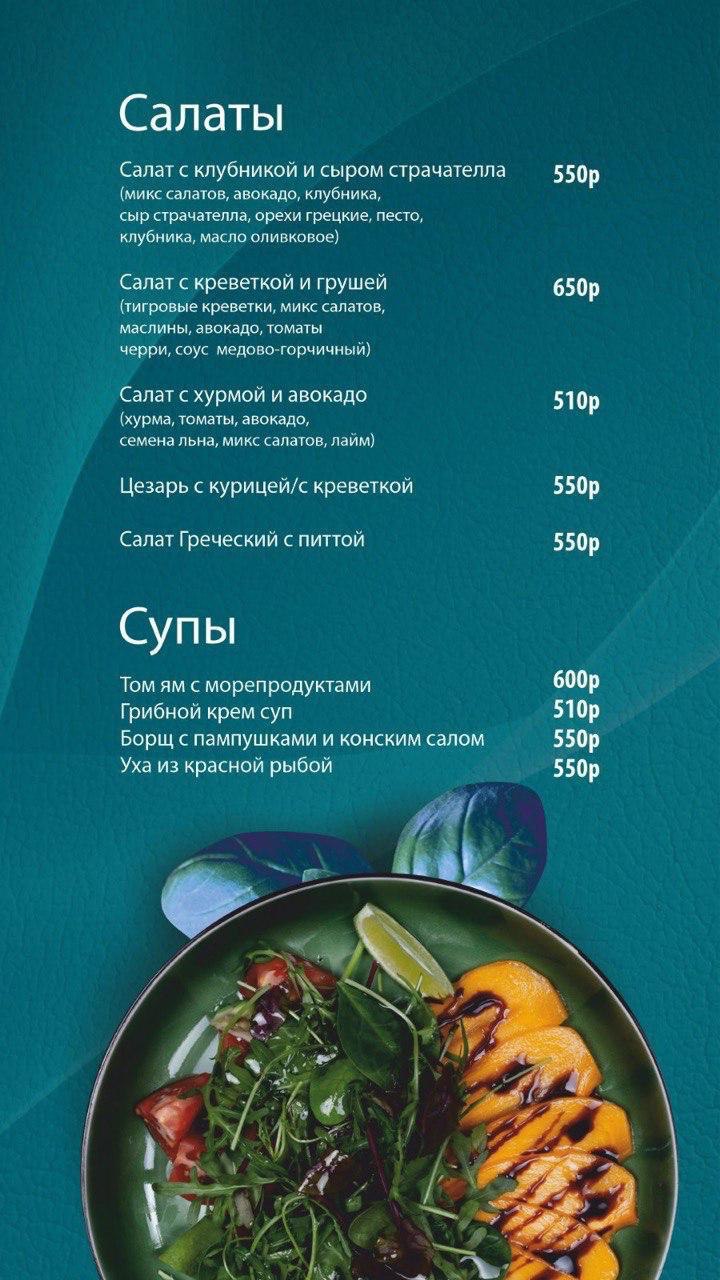 Салаты
Салат с клубникой и сыром страчателла 550р
(микс салатов, авокадо, клубника,
сыр страчателла, орехи грецкие, песто,
клубника, масло оливковое)
Салат с креветкой и грушей 650р
(тигровые креветки, микс салатов,
маслины, авокадо, томаты
черри, соус медово-горчичный)
Салат с хурмой и авокадо 510р
(хурма, томаты, авокадо,
семена льна, микс салатов, лайм)
Цезарь с курицей/с креветкой 550р
Салат Греческий с питтой 550р
Супы
Том ям с морепродуктами 600р
Грибной крем суп 510р
Борщ с пампушками и конским салом 550р
Уха из красной рыбой 550р